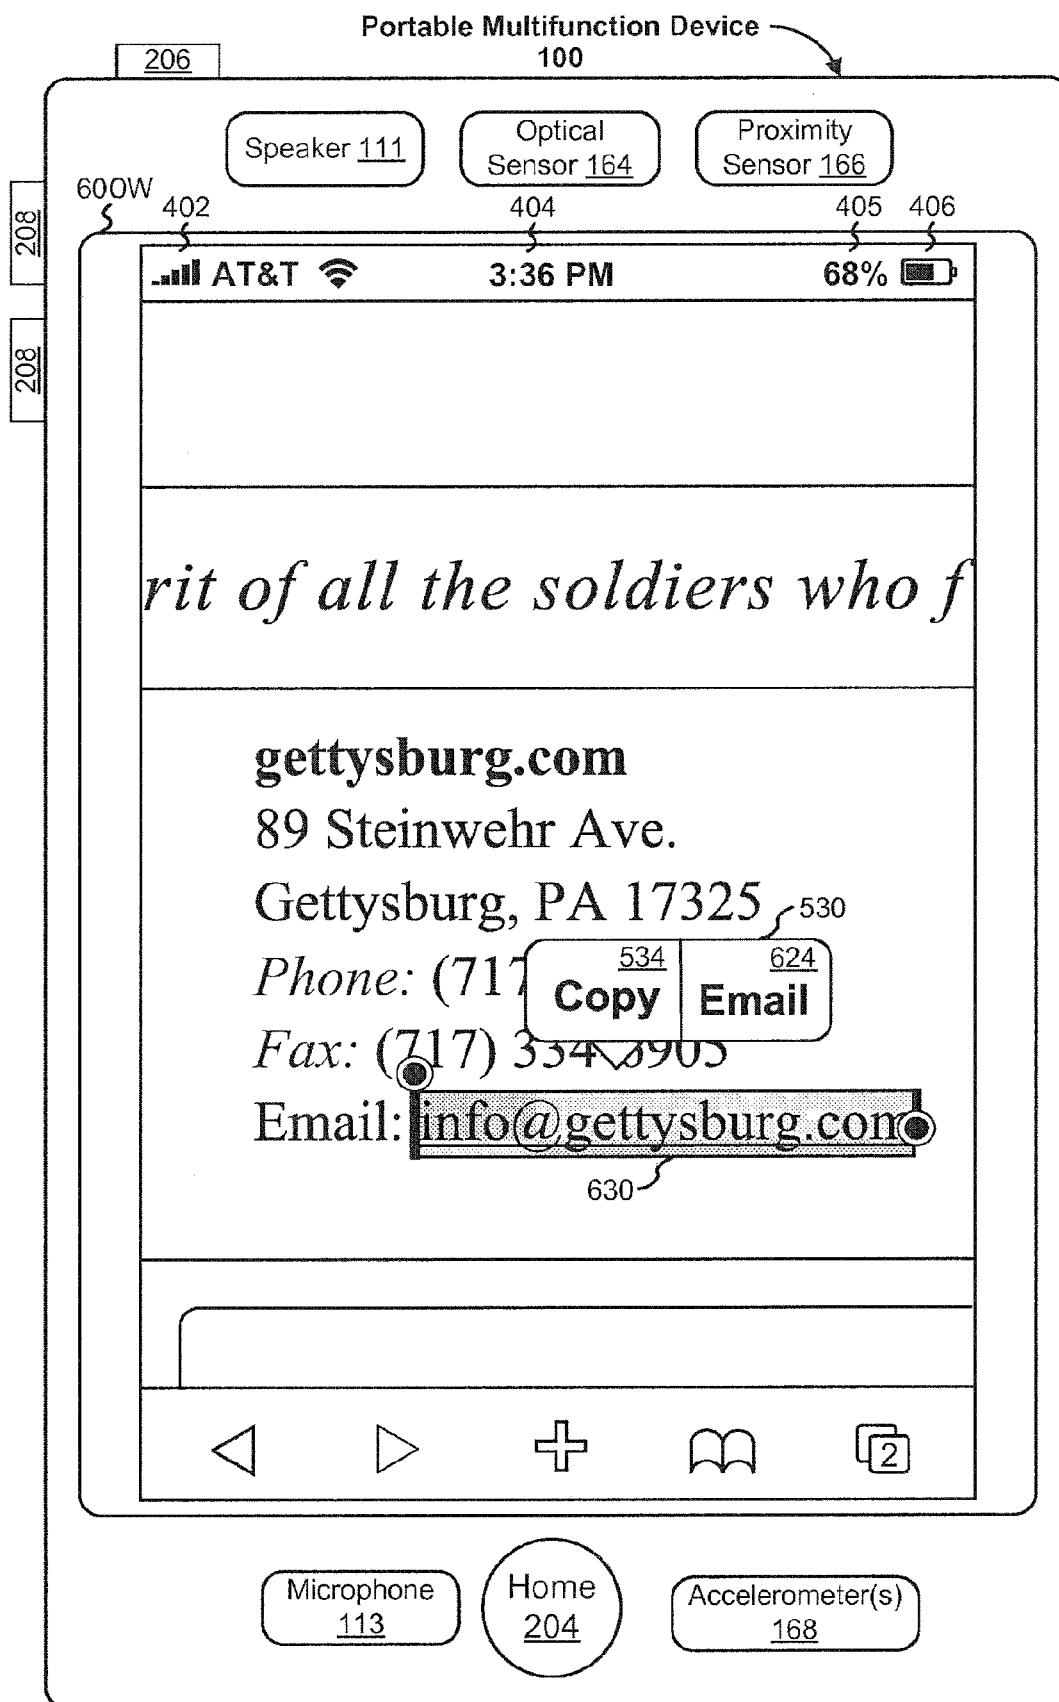 Portable Multifunction Device
100
206
Speaker 111
Optical
Sensor 164
Proximity
Sensor 166
600W
402
404
405
406
208
208
AT&T
3:36 PM
68%
rit of all the soldiers who f
gettysburg.com
89 Steinwehr Ave.
Gettysburg, PA 17325
530
534
624
Copy
Email
Phone: (717
Fax: (717) 334
Email: info@gettysburg.com
630
2
Microphone
113
Home
204
Accelerometer(s)
168